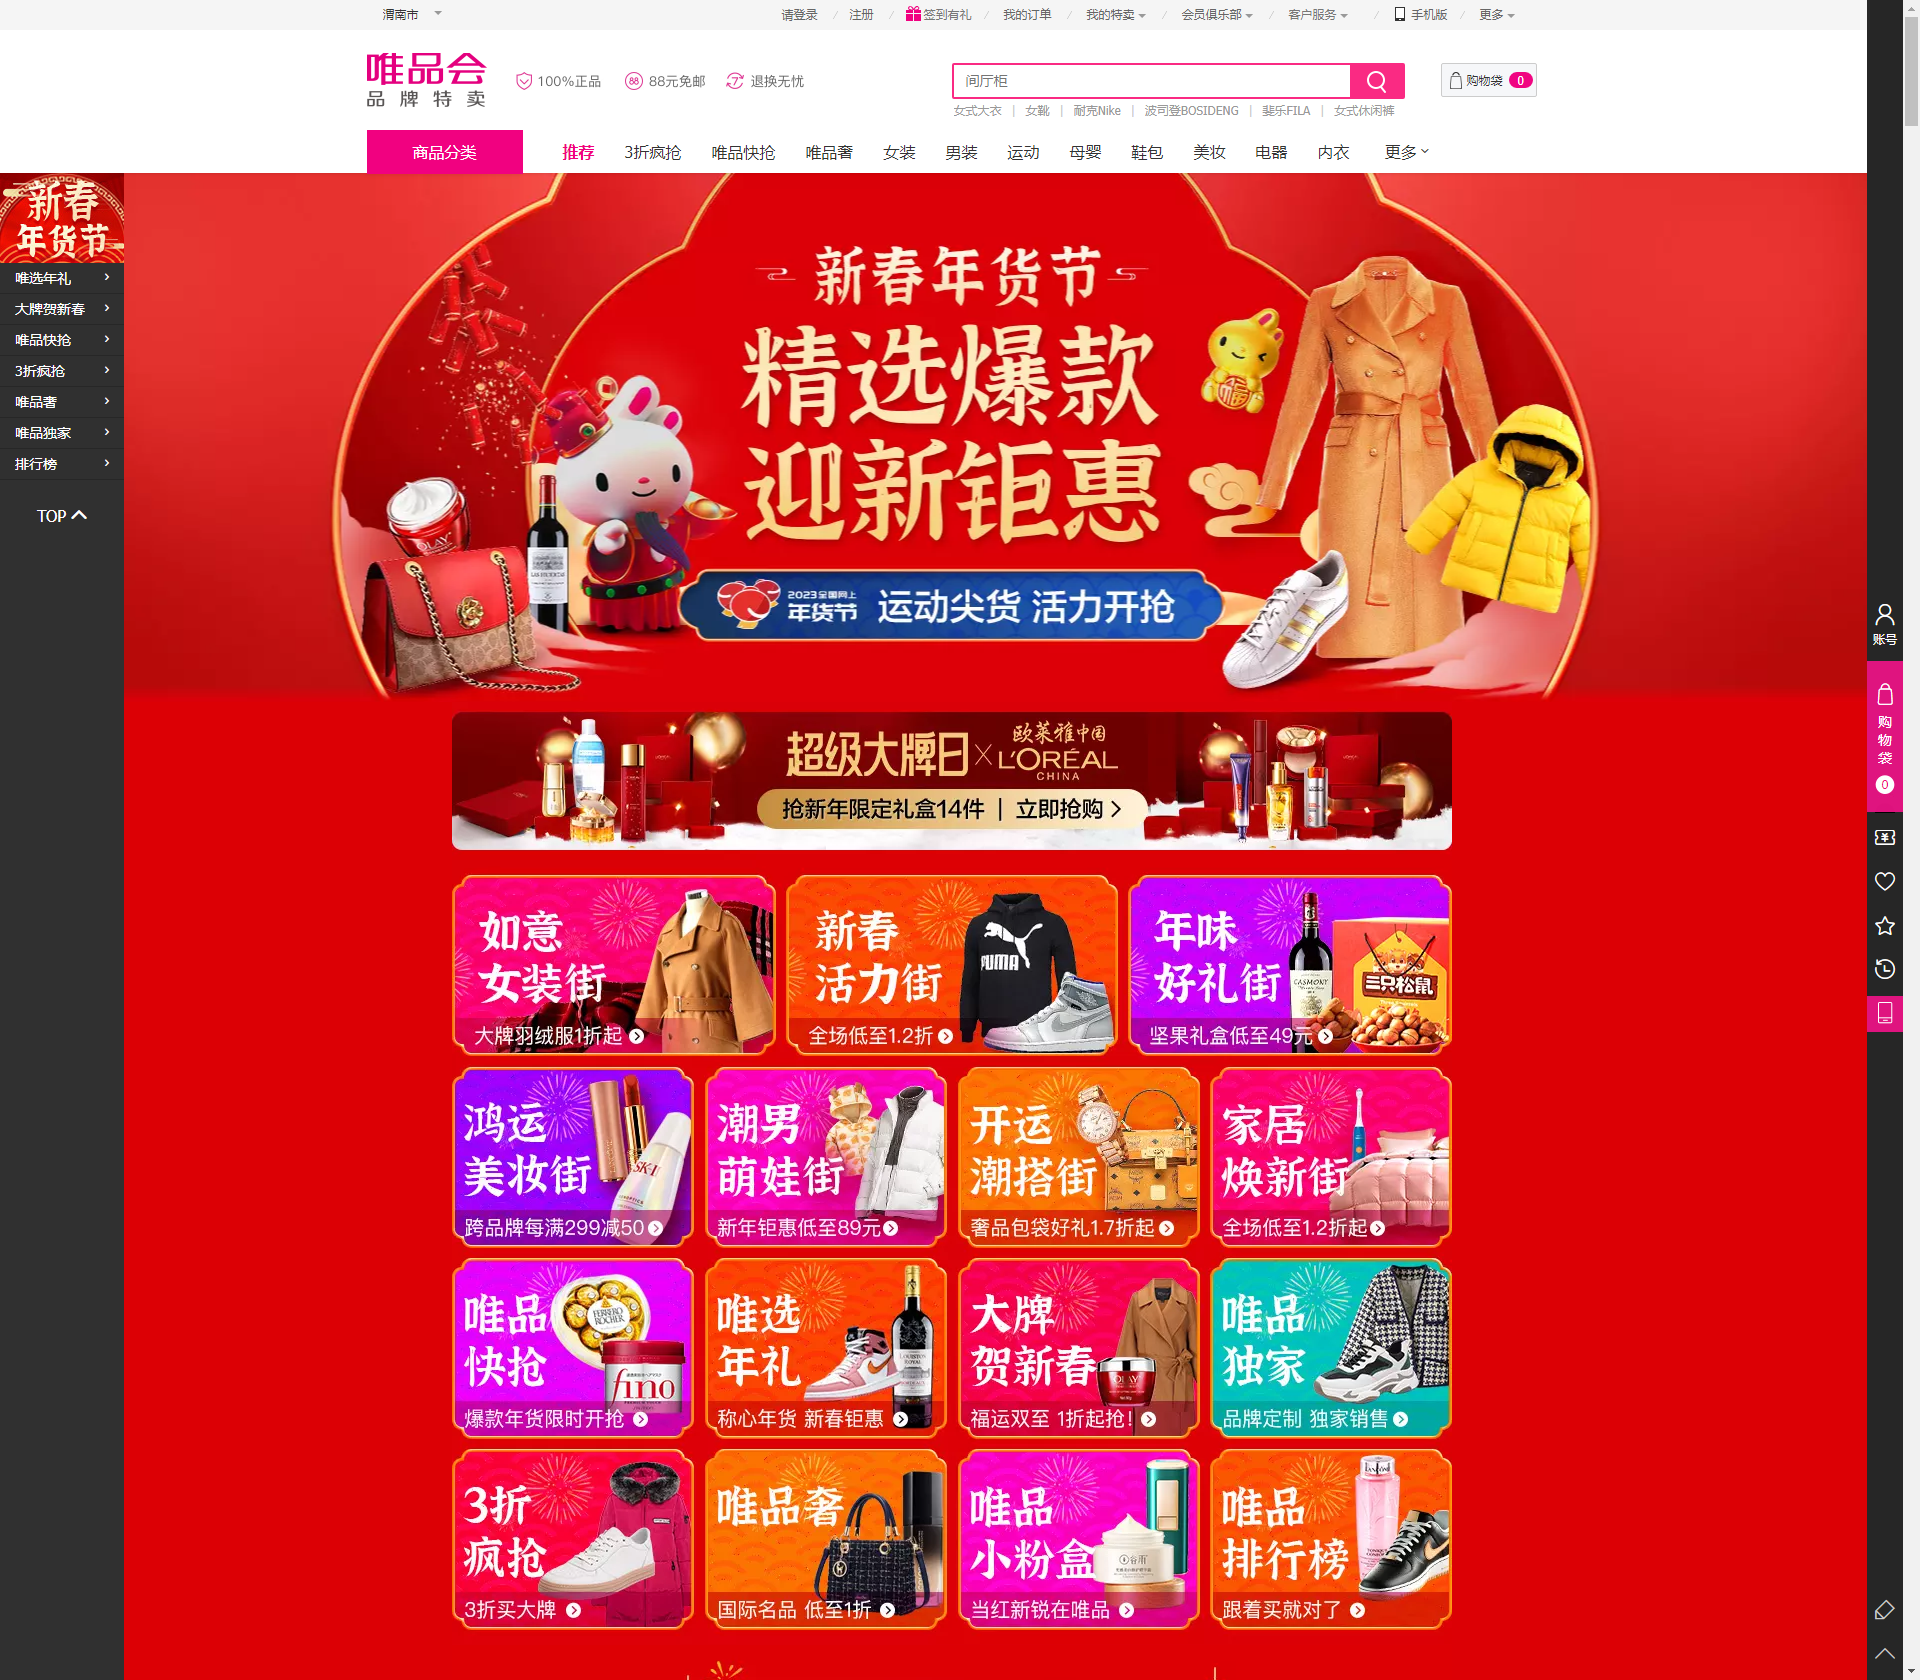 渭南市
请登录 / 注册 / 签到有礼 / 我的订单 / 我的特卖 / 会员俱乐部 / 客户服务 / 手机版 / 更多
唯品会
品牌特卖
100%正品 88元免邮 退换无忧
间厅柜
购物袋 0
女式大衣 | 女靴 | 耐克Nike | 波司登BOSIDENG | 斐乐FILA | 女式休闲裤
商品分类 推荐 3折疯抢 唯品快抢 唯品奢 女装 男装 运动 母婴 鞋包 美妆 电器 内衣 更多
新春
年货节
唯选年礼
大牌贺新春
唯品快抢
3折疯抢
唯品奢
唯品独家
排行榜
TOP
新春年货节
精选爆款
迎新钜惠
福
OLAY
2023全国网上
年货节
运动尖货 活力开抢
账号
购物袋
0
超级大牌日×欧莱雅中国
L'ORÉAL
CHINA
抢新年限定礼盒14件 | 立即抢购
如意
女装街
大牌羽绒服1折起
新春
活力街
PUMA
全场低至1.2折
年味
好礼街
CASMONY
三只松鼠
坚果礼盒低至49元
鸿运
美妆街
SK-II
跨品牌每满299减50
潮男
萌娃街
新年钜惠低至89元
开运
潮搭街
奢品包袋好礼1.7折起
家居
焕新街
全场低至1.2折起
唯品
快抢
FERRERO
ROCHER
fino
爆款年货限时开抢
唯选
年礼
称心年货 新春钜惠
大牌
贺新春
OLAY
福运双至 1折起抢!
唯品
独家
品牌定制 独家销售
3折
疯抢
3折买大牌
唯品奢
国际名品 低至1折
唯品
小粉盒
谷雨
当红新锐在唯品
唯品
排行榜
LANCÔME
跟着买就对了